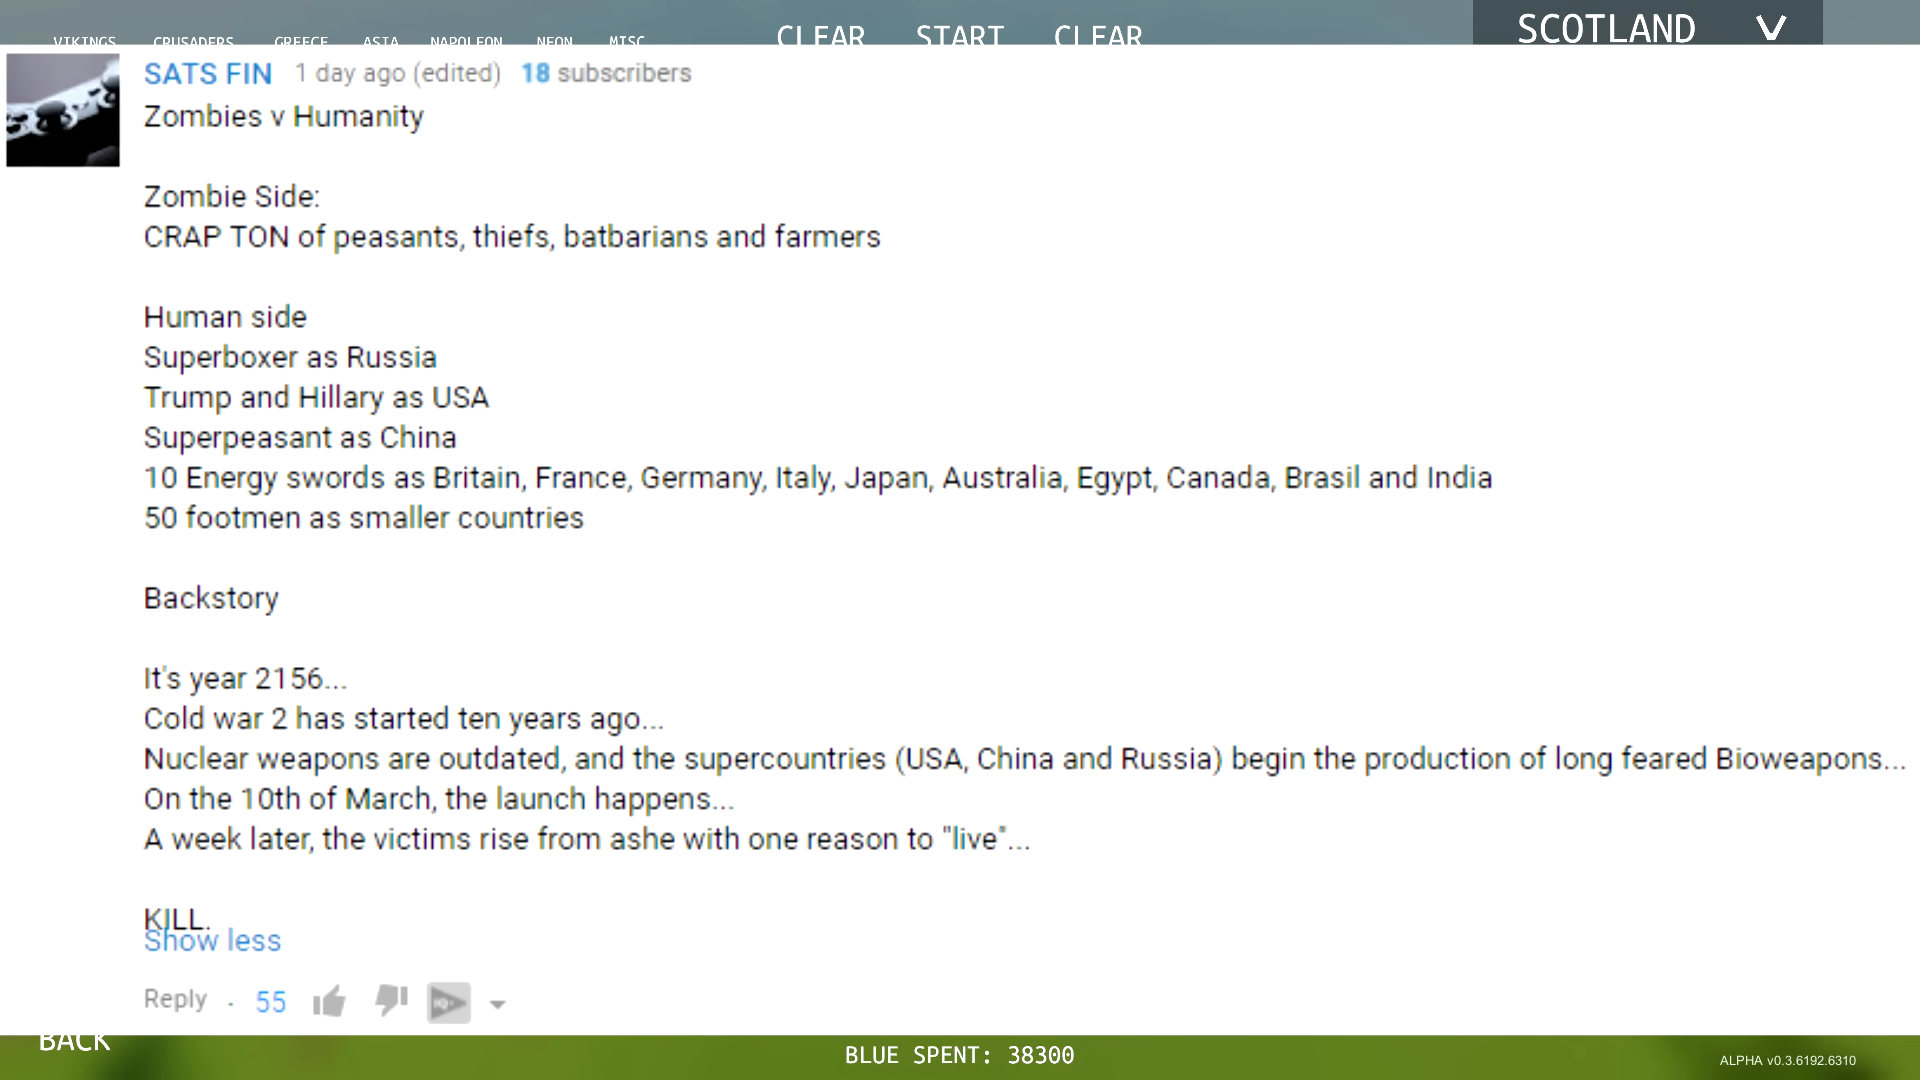 VIKINGS CRUSADERS GREECE ASIA NAPOLEON NEON MISC CLEAR START CLEAR SCOTLAND V
SATS FIN 1 day ago (edited) 18 subscribers
Zombies v Humanity
Zombie Side:
CRAP TON of peasants, thiefs, batbarians and farmers
Human side
Superboxer as Russia
Trump and Hillary as USA
Superpeasant as China
10 Energy swords as Britain, France, Germany, Italy, Japan, Australia, Egypt, Canada, Brasil and India
50 footmen as smaller countries
Backstory
It's year 2156...
Cold war 2 has started ten years ago...
Nuclear weapons are outdated, and the supercountries (USA, China and Russia) begin the production of long feared Bioweapons...
On the 10th of March, the launch happens...
A week later, the victims rise from ashe with one reason to "live"...
KILL.
Show less
Reply · 55
BACK
BLUE SPENT: 38300
ALPHA v0.3.6192.6310